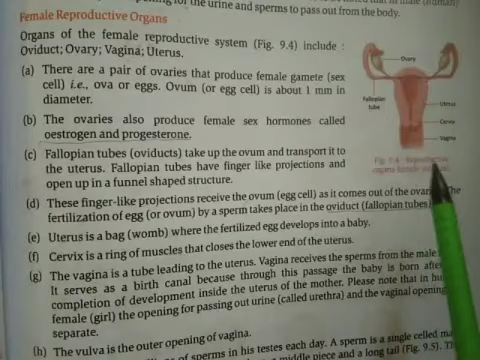 for the urine and sperms to pass out from the body.
Female Reproductive Organs
Organs of the female reproductive system (Fig. 9.4) include :
Oviduct; Ovary; Vagina; Uterus.
(a) There are a pair of ovaries that produce female gamete (sex
cell) i.e., ova or eggs. Ovum (or egg cell) is about 1 mm in
diameter.
(b) The ovaries also produce female sex hormones called
oestrogen and progesterone.
(c) Fallopian tubes (oviducts) take up the ovum and transport it to
the uterus. Fallopian tubes have finger like projections and
open up in a funnel shaped structure.
Ovary
Fallopian
tube
Uterus
Cervix
Vagina
Fig. 9.4 Reproductive
organs female
(d) These finger-like projections receive the ovum (egg cell) as it comes out of the The
fertilization of egg (or ovum) by a sperm takes place in the oviduct (fallopian tubes)
(e) Uterus is a bag (womb) where the fertilized egg develops into a baby.
(f) Cervix is a ring of muscles that closes the lower end of the uterus.
(g) The vagina is a tube leading to the uterus. Vagina receives the sperms from the male
It serves as a birth canal because through this passage the baby is born
completion of development inside the uterus of the mother. Please note that in
female (girl) the opening for passing out urine (called urethra) and the vaginal opening
separate.
(h) The vulva is the outer opening of vagina.
of sperms in his testes each day. A sperm is a single celled
middle piece and a long tail (Fig. 9.5).